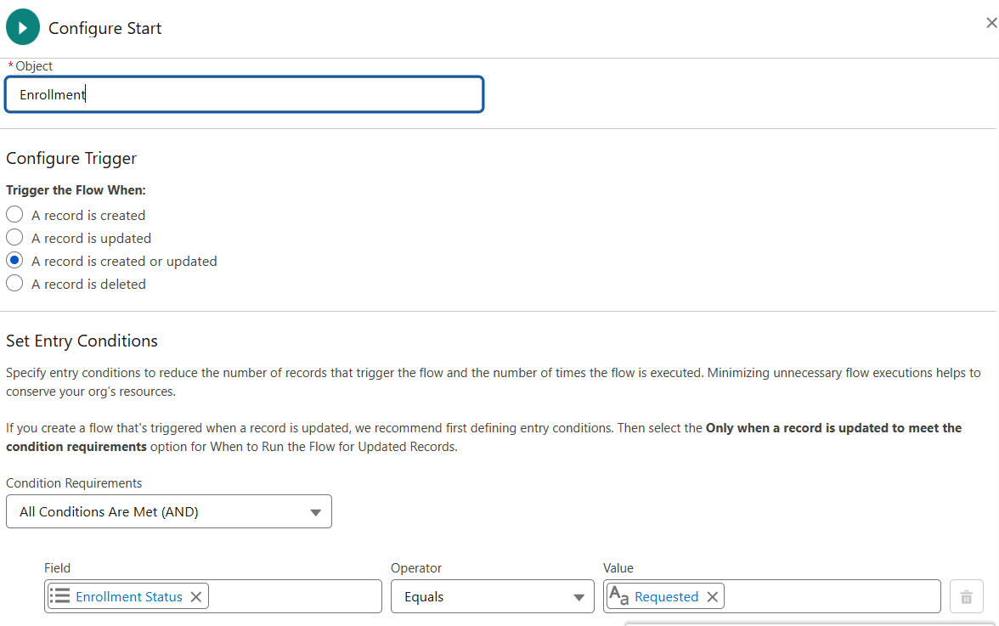 Configure Start
* Object
Enrollment
Configure Trigger
Trigger the Flow When:
A record is created
A record is updated
A record is created or updated
A record is deleted
Set Entry Conditions
Specify entry conditions to reduce the number of records that trigger the flow and the number of times the flow is executed. Minimizing unnecessary flow executions helps to
conserve your org's resources.
If you create a flow that's triggered when a record is updated, we recommend first defining entry conditions. Then select the Only when a record is updated to meet the
condition requirements option for When to Run the Flow for Updated Records.
Condition Requirements
All Conditions Are Met (AND)
Field Operator Value
Enrollment Status Equals Aa Requested